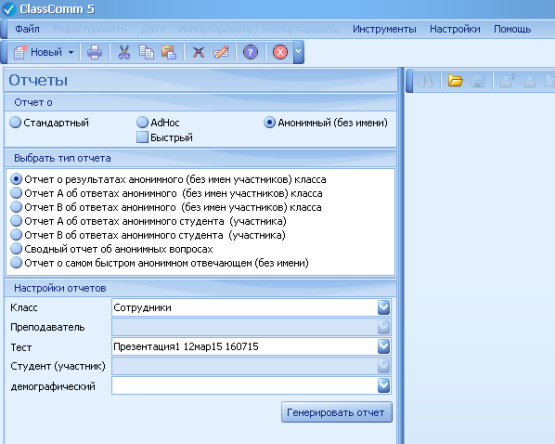 ClassComm 5
Файл Редактировать Дата Импортировать/Экспортировать Инструменты Настройки Помощь
Новый
Отчеты
Отчет о
Стандартный AdHoc Анонимный (без имени)
Быстрый
Выбрать тип отчета
Отчет о результатах анонимного (без имен участников) класса
Отчет А об ответах анонимного (без имен участников) класса
Отчет В об ответах анонимного (без имен участников) класса
Отчет А об ответах анонимного студента (участника)
Отчет В об ответах анонимного студента (участника)
Сводный отчет об анонимных вопросах
Отчет о самом быстром анонимном отвечающем (без имени)
Настройки отчетов
Класс Сотрудники
Преподаватель
Тест Презентация1 12мар15 160715
Студент (участник)
демографический
Генерировать отчет